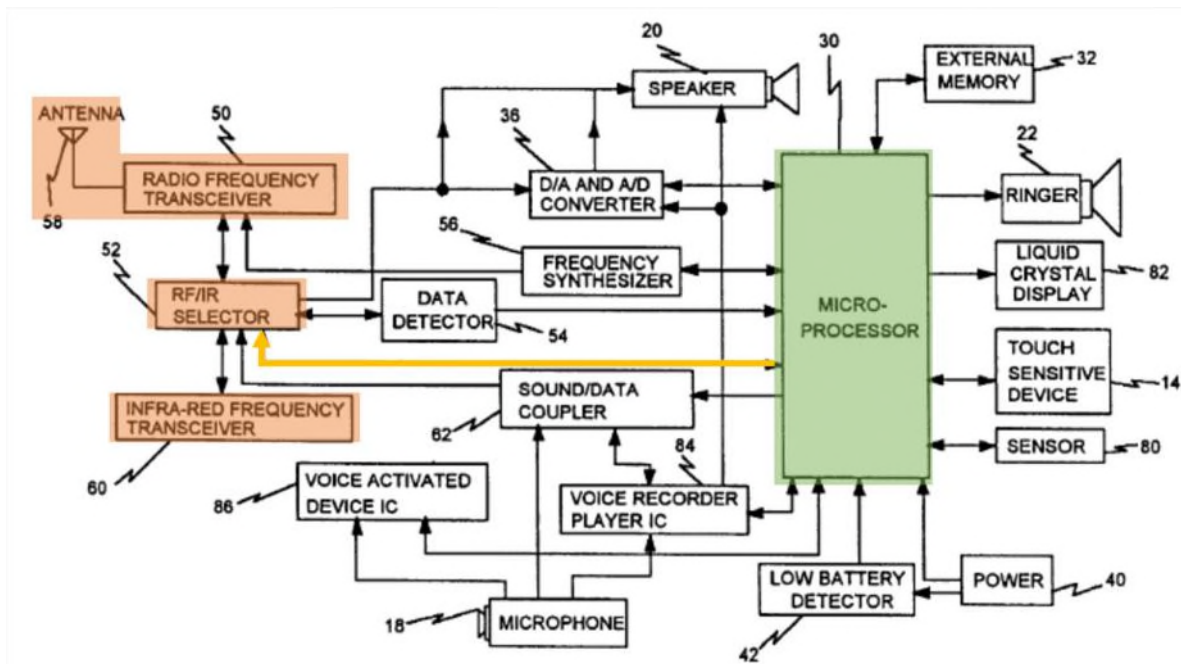 20
30
SPEAKER
EXTERNAL
MEMORY
32
ANTENNA
50
36
22
RADIO FREQUENCY
TRANSCEIVER
D/A AND A/D
CONVERTER
RINGER
58
56
52
FREQUENCY
SYNTHESIZER
LIQUID
CRYSTAL
DISPLAY
82
RF/IR
SELECTOR
DATA
DETECTOR
54
MICRO-
PROCESSOR
TOUCH
SENSITIVE
DEVICE
14
SOUND/DATA
COUPLER
INFRA-RED FREQUENCY
TRANSCEIVER
62
84
SENSOR
80
60
VOICE ACTIVATED
DEVICE IC
86
VOICE RECORDER
PLAYER IC
LOW BATTERY
DETECTOR
POWER
40
18
MICROPHONE
42